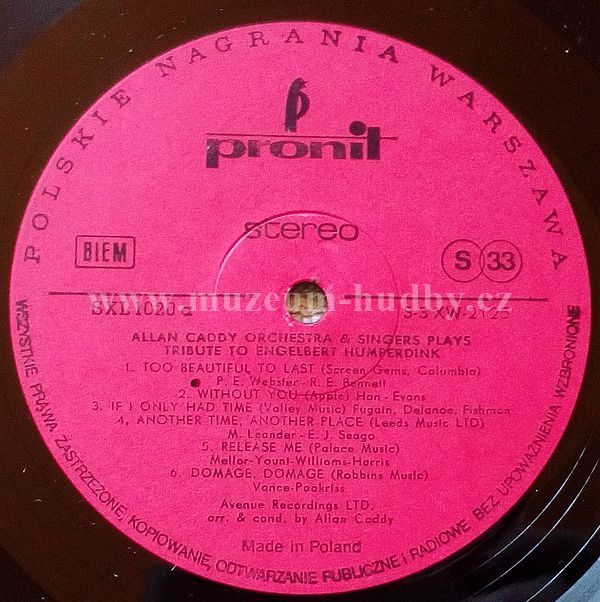 POLSKIE NAGRANIA WARSZAWA
pronit
stereo
BIEM
S 33
SXL 1020 a
S-3 XW-2125
www.muzeum-hudby.cz
ALLAN CADDY ORCHESTRA & SINGERS PLAYS
TRIBUTE TO ENGELBERT HUMPERDINK
1. TOO BEAUTIFUL TO LAST (Screen Gems, Columbia)
P. E. Webster - R. E. Bennett
2. WITHOUT YOU (Apple) Han - Evans
3. IF I ONLY HAD TIME (Valley Music) Fugain, Delanoe, Fishman
4. ANOTHER TIME, ANOTHER PLACE (Leeds Music LTD)
M. Leander - E. J. Seago
5. RELEASE ME (Palace Music)
Mellor-Yount-Williams-Harris
6. DOMAGE, DOMAGE (Robbins Music)
Vance-Paakriss
Avenue Recordings LTD.
arr. & cond. by Allan Caddy
Made in Poland
WSZYSTKIE PRAWA ZASTRZEŻONE, KOPIOWANIE, ODTWARZANIE PUBLICZNE i RADIOWE BEZ UPOWAŻNIENIA WZBRONIONE